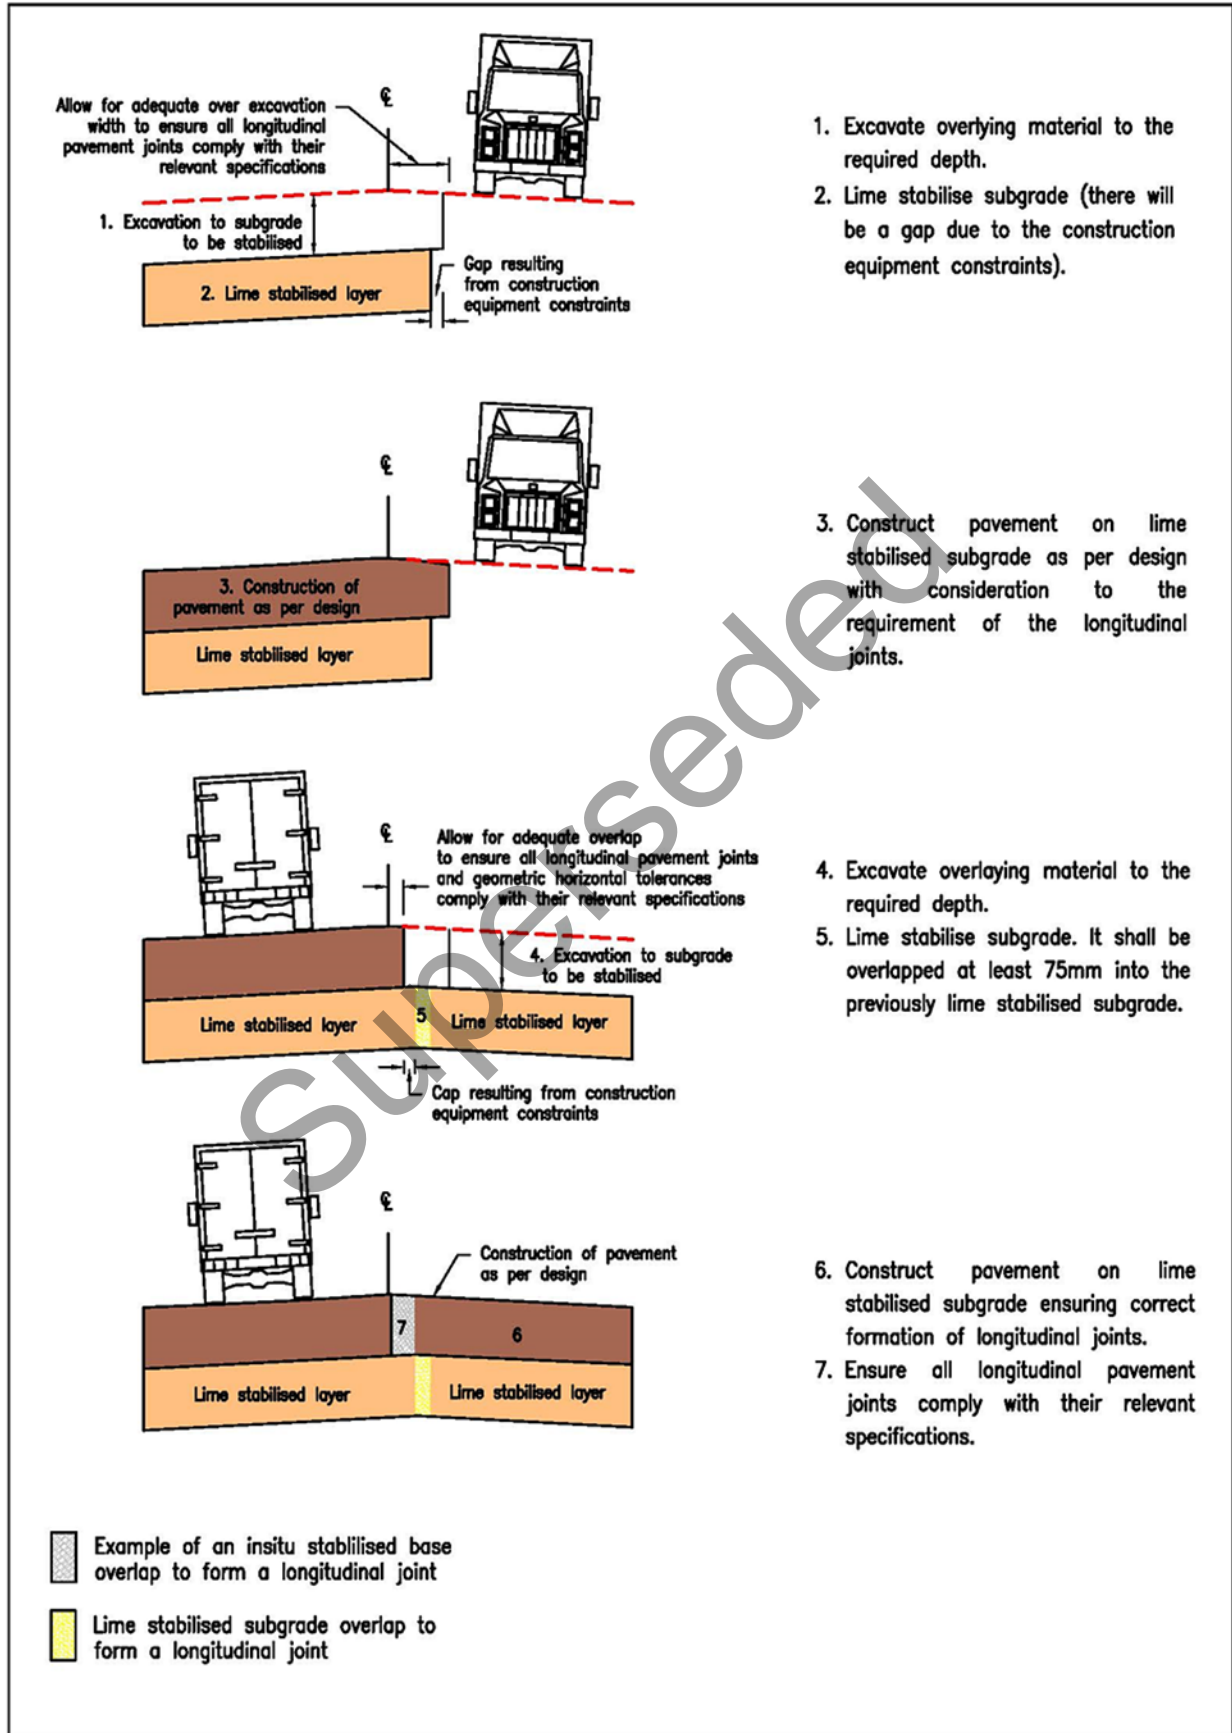 ℄
Allow for adequate over excavation
width to ensure all longitudinal
pavement joints comply with their
relevant specifications
1. Excavation to subgrade
to be stabilised
2. Lime stabilised layer
Gap resulting
from construction
equipment constraints
1. Excavate overlying material to the
required depth.
2. Lime stabilise subgrade (there will
be a gap due to the construction
equipment constraints).
℄
3. Construction of
pavement as per design
Lime stabilised layer
3. Construct pavement on lime
stabilised subgrade as per design
with consideration to the
requirement of the longitudinal
joints.
℄
Allow for adequate overlap
to ensure all longitudinal pavement joints
and geometric horizontal tolerances
comply with their relevant specifications
4. Excavation to subgrade
to be stabilised
Lime stabilised layer
5
Lime stabilised layer
Cap resulting from construction
equipment constraints
4. Excavate overlaying material to the
required depth.
5. Lime stabilise subgrade. It shall be
overlapped at least 75mm into the
previously lime stabilised subgrade.
℄
Construction of pavement
as per design
7
6
Lime stabilised layer
Lime stabilised layer
6. Construct pavement on lime
stabilised subgrade ensuring correct
formation of longitudinal joints.
7. Ensure all longitudinal pavement
joints comply with their relevant
specifications.
Example of an insitu stablilised base
overlap to form a longitudinal joint
Lime stabilised subgrade overlap to
form a longitudinal joint
Superseded